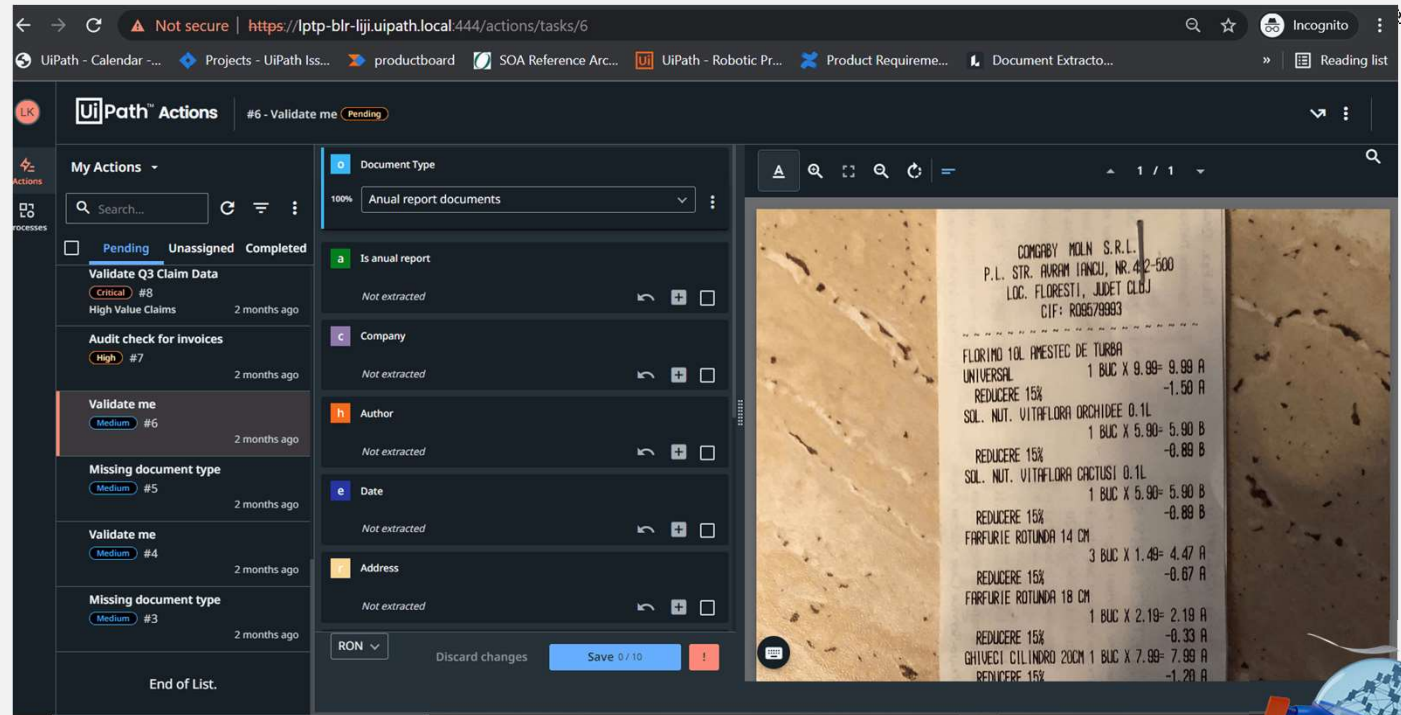 Not secure | https://lptp-blr-liji.uipath.local:444/actions/tasks/6
Incognito
UiPath - Calendar -...
Projects - UiPath Iss...
productboard
SOA Reference Arc...
Ui UiPath - Robotic Pr...
Product Requireme...
Document Extracto...
»
Reading list
LK
UiPath™ Actions
#6 - Validate me Pending
Actions
rocesses
My Actions
Search...
Pending Unassigned Completed
Validate Q3 Claim Data
Critical #8
High Value Claims 2 months ago
Audit check for invoices
High #7
2 months ago
Validate me
Medium #6
2 months ago
Missing document type
Medium #5
2 months ago
Validate me
Medium #4
2 months ago
Missing document type
Medium #3
2 months ago
End of List.
o Document Type
100% Anual report documents
a Is anual report
Not extracted
c Company
Not extracted
h Author
Not extracted
e Date
Not extracted
r Address
Not extracted
RON
Discard changes
Save 0 / 10
!
A
1 / 1
COMGABY MOLN S.R.L.
P.L. STR. AVRAM IANCU, NR.442-500
LOC. FLORESTI, JUDET CLUJ
CIF: RO9579993
FLORIMO 10L AMESTEC DE TURBA
UNIVERSAL 1 BUC X 9.99= 9.99 A
REDUCERE 15% -1.50 A
SOL. NUT. VITAFLORA ORCHIDEE 0.1L
1 BUC X 5.90= 5.90 B
REDUCERE 15% -0.89 B
SOL. NUT. VITAFLORA CACTUSI 0.1L
1 BUC X 5.90= 5.90 B
REDUCERE 15% -0.89 B
FARFURIE ROTUNDA 14 CM
3 BUC X 1.49= 4.47 A
REDUCERE 15% -0.67 A
FARFURIE ROTUNDA 18 CM
1 BUC X 2.19= 2.19 A
REDUCERE 15% -0.33 A
GHIVECI CILINDRO 20CM 1 BUC X 7.99= 7.99 A
REDUCERE 15% -1.20 A